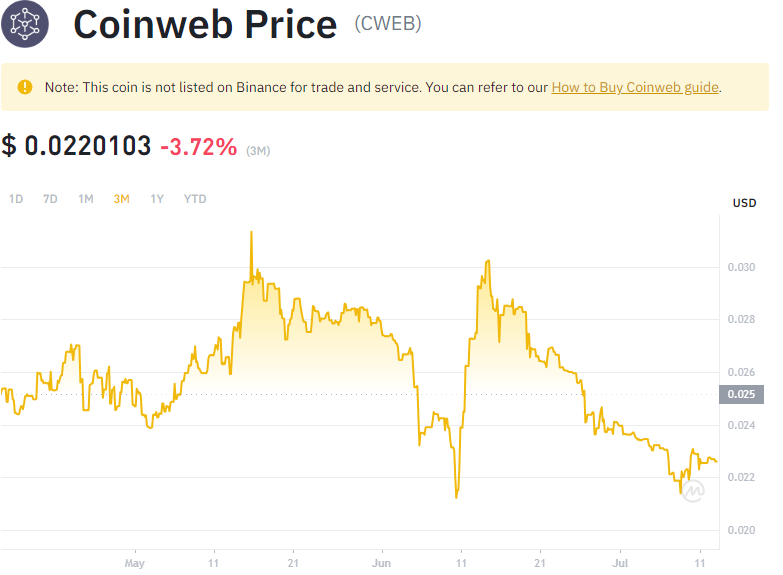 Coinweb Price (CWEB)
Note: This coin is not listed on Binance for trade and service. You can refer to our How to Buy Coinweb guide.
$ 0.0220103 -3.72% (3M)
1D 7D 1M 3M 1Y YTD
USD
0.030
0.028
0.026
0.025
0.024
0.022
0.020
May 11 21 Jun 11 21 Jul 11